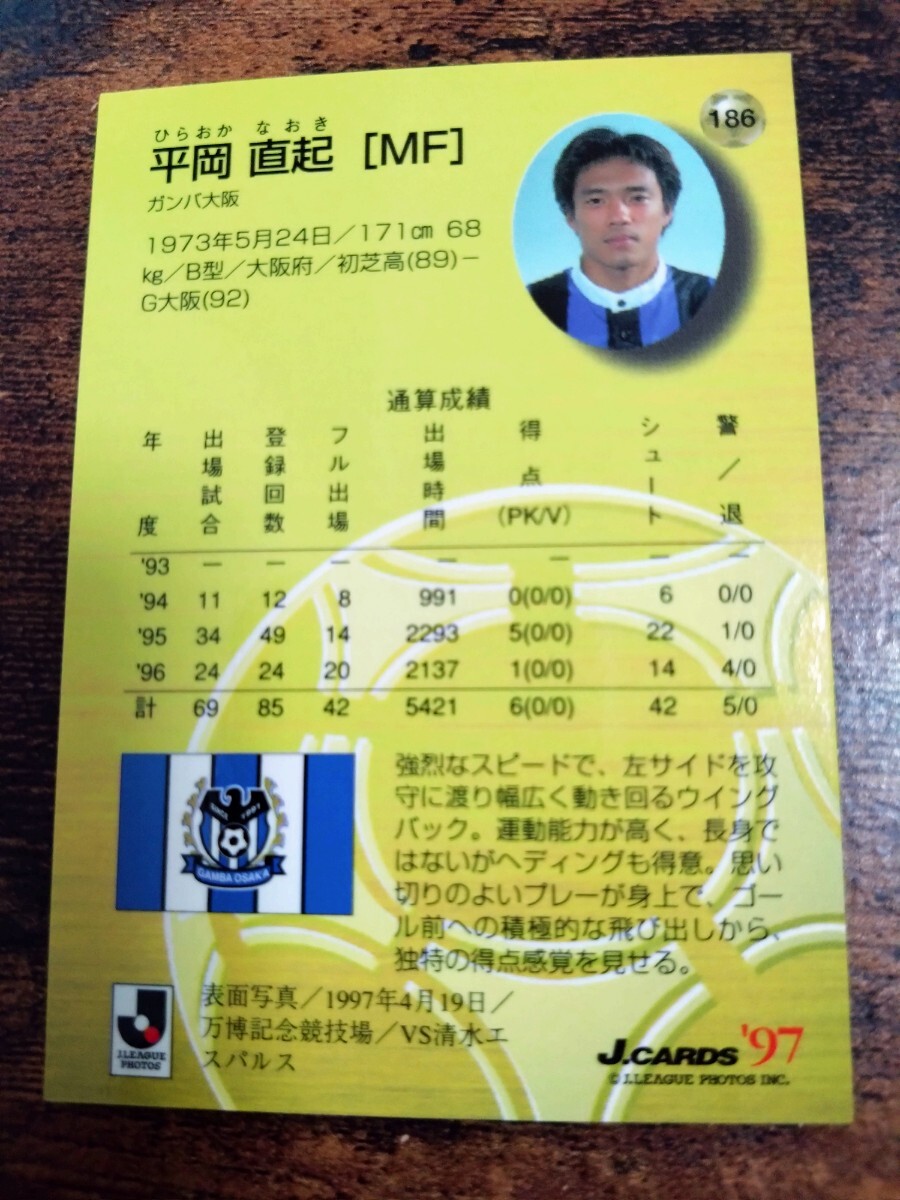 186
ひらおか なおき
平岡 直起 [MF]
ガンバ大阪
1973年5月24日／171㎝ 68
㎏／B型／大阪府／初芝高(89)－
G大阪(92)
通算成績
年度 出場試合 登録回数 フル出場 出場時間 得点(PK/V) シュート 警／退
'93 － － － － － － －
'94 11 12 8 991 0(0/0) 6 0/0
'95 34 49 14 2293 5(0/0) 22 1/0
'96 24 24 20 2137 1(0/0) 14 4/0
計 69 85 42 5421 6(0/0) 42 5/0
SINCE 1991
GAMBA OSAKA
強烈なスピードで、左サイドを攻
守に渡り幅広く動き回るウイング
バック。運動能力が高く、長身で
はないがヘディングも得意。思い
切りのよいプレーが身上で、ゴー
ル前への積極的な飛び出しから、
独特の得点感覚を見せる。
J.LEAGUE
PHOTOS
表面写真／1997年4月19日／
万博記念競技場／VS清水エ
スパルス
J.CARDS '97
© J.LEAGUE PHOTOS INC.